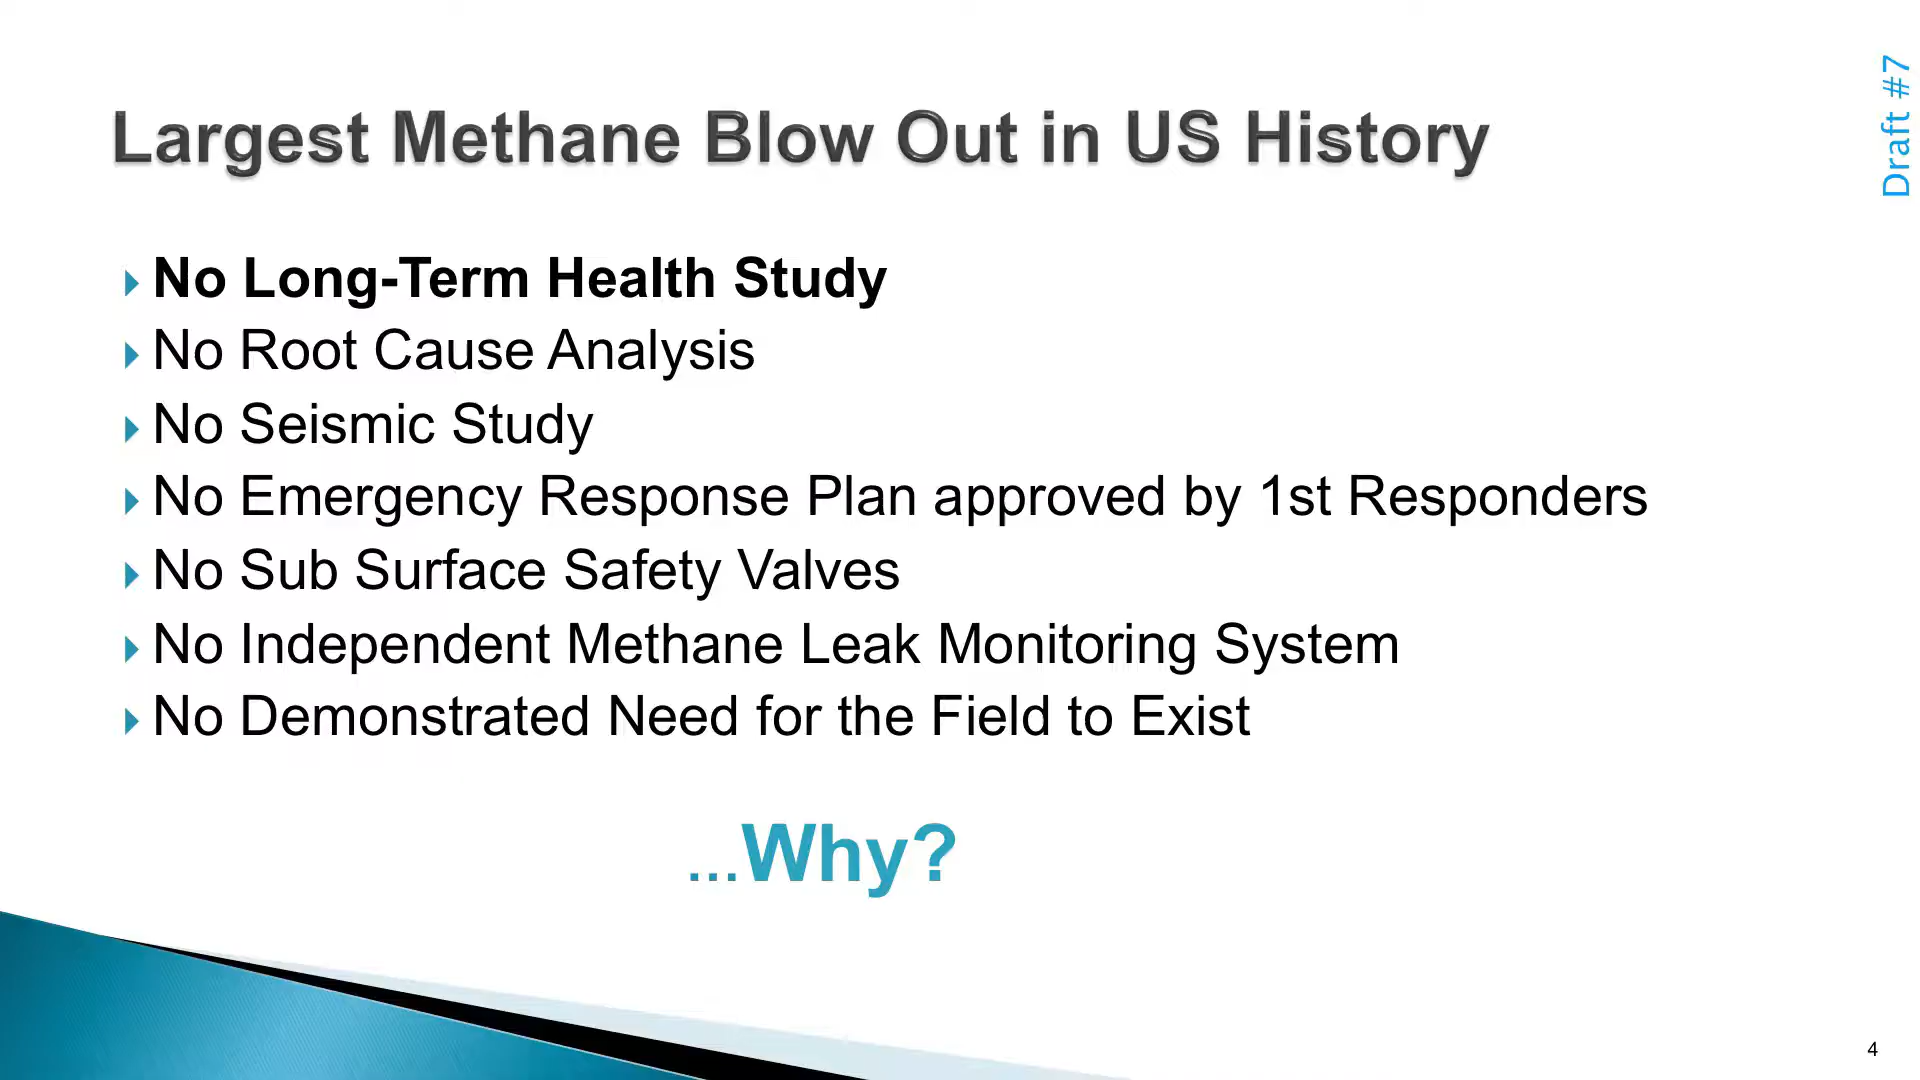 Draft #7
Largest Methane Blow Out in US History
No Long-Term Health Study
No Root Cause Analysis
No Seismic Study
No Emergency Response Plan approved by 1st Responders
No Sub Surface Safety Valves
No Independent Methane Leak Monitoring System
No Demonstrated Need for the Field to Exist
...Why?
4